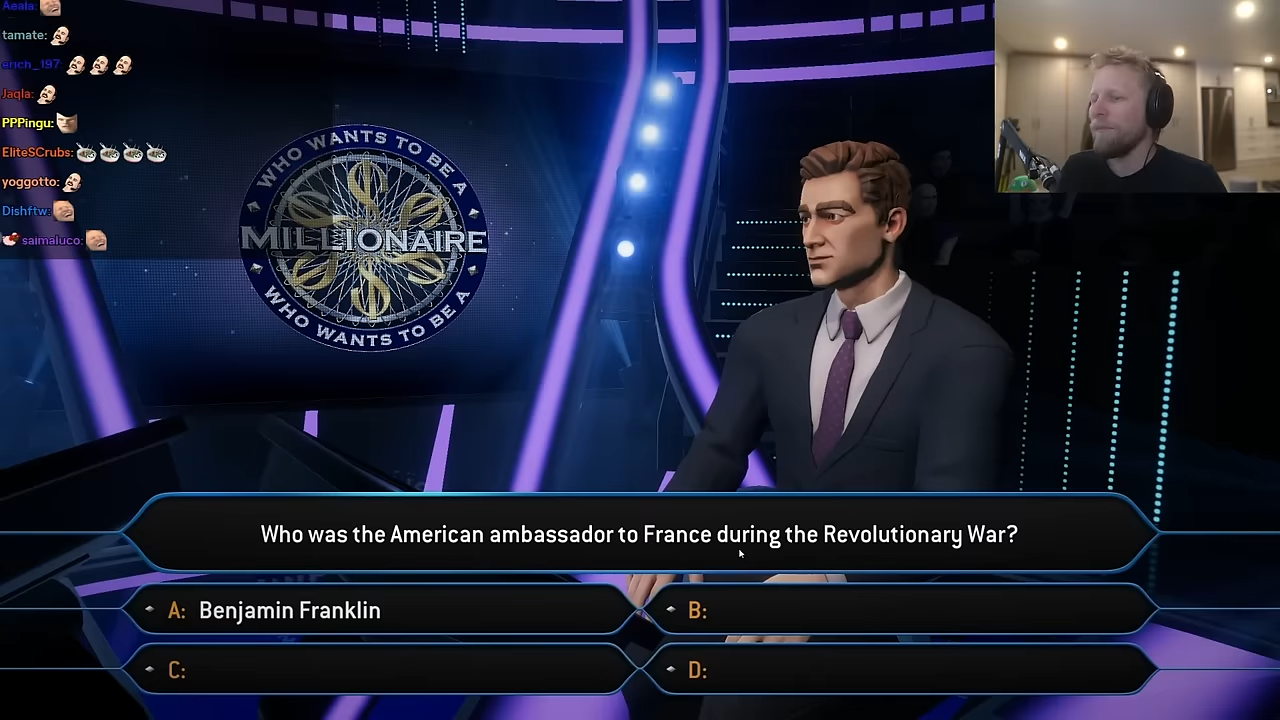 Aeala:
tamate:
erich_197:
Jaqla:
PPPingu:
EliteSCrubs:
yoggotto:
Dishftw:
saimaluco:
WHO WANTS TO BE A
MILLIONAIRE
WHO WANTS TO BE A
Who was the American ambassador to France during the Revolutionary War?
A: Benjamin Franklin
B:
C:
D: